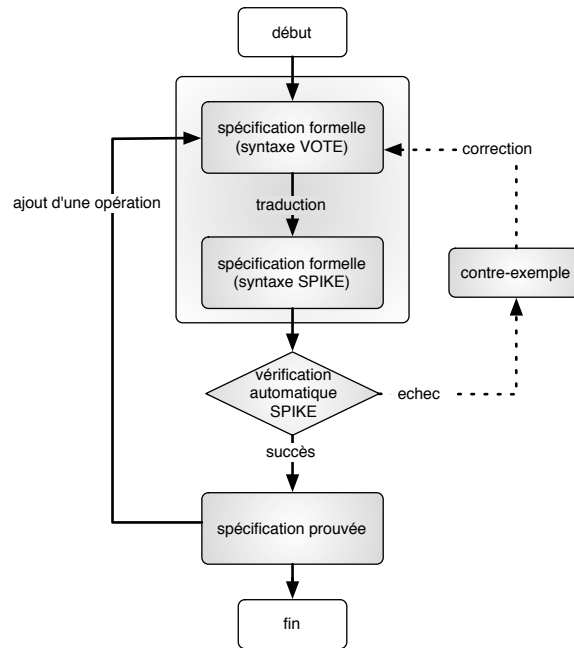 début
spécification formelle
(syntaxe VOTE)
correction
ajout d'une opération
traduction
spécification formelle
(syntaxe SPIKE)
contre-exemple
vérification
automatique
SPIKE
echec
succès
spécification prouvée
fin